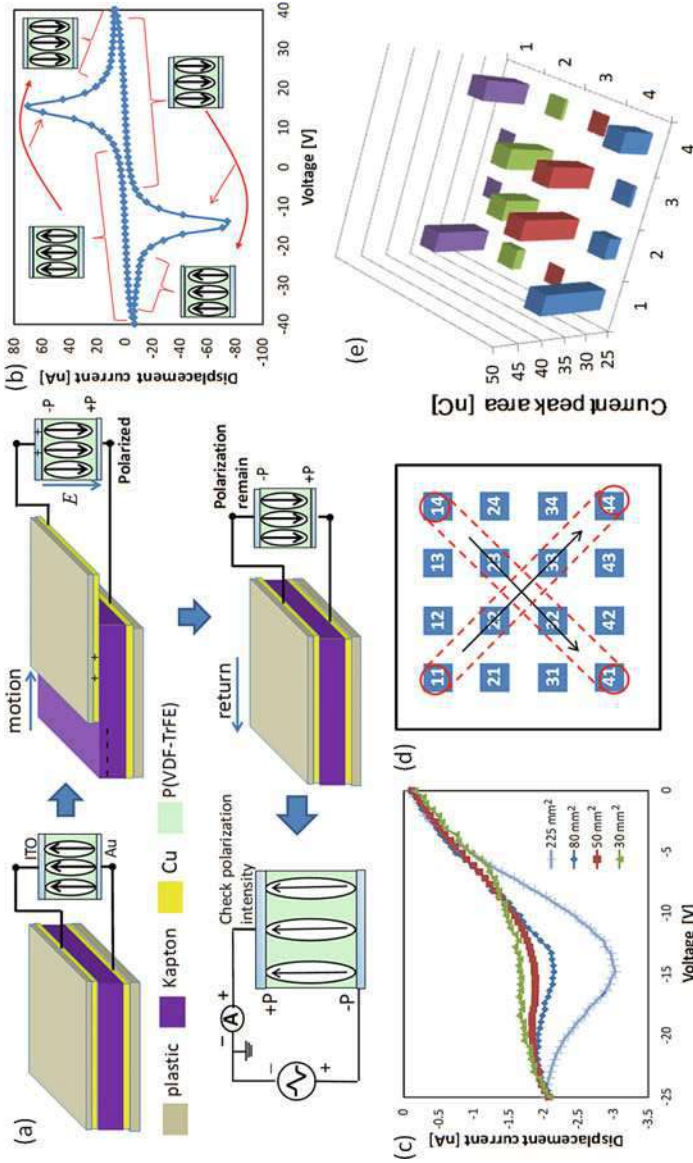 (a)
ITO
Au
motion
+ +
+ +
E
-P
+P
Polarized
plastic
Kapton
Cu
P(VDF-TrFE)
Check polarization
intensity
A
+
−
−
+
+P
-P
return
Polarization
remain
-P
+P
(b)
Displacement current [nA]
80
60
40
20
0
-20
-40
-60
-80
-100
-40
-30
-20
-10
0
10
20
30
40
Voltage [V]
(c)
Displacement current [nA]
0
-0.5
-1
-1.5
-2
-2.5
-3
-3.5
-25
-20
-15
-10
-5
0
Voltage [V]
225 mm²
80 mm²
50 mm²
30 mm²
(d)
11 12 13 14
21 22 23 24
31 32 33 34
41 42 43 44
(e)
Current peak area [nC]
50
45
40
35
30
25
1
2
3
4
1
2
3
4